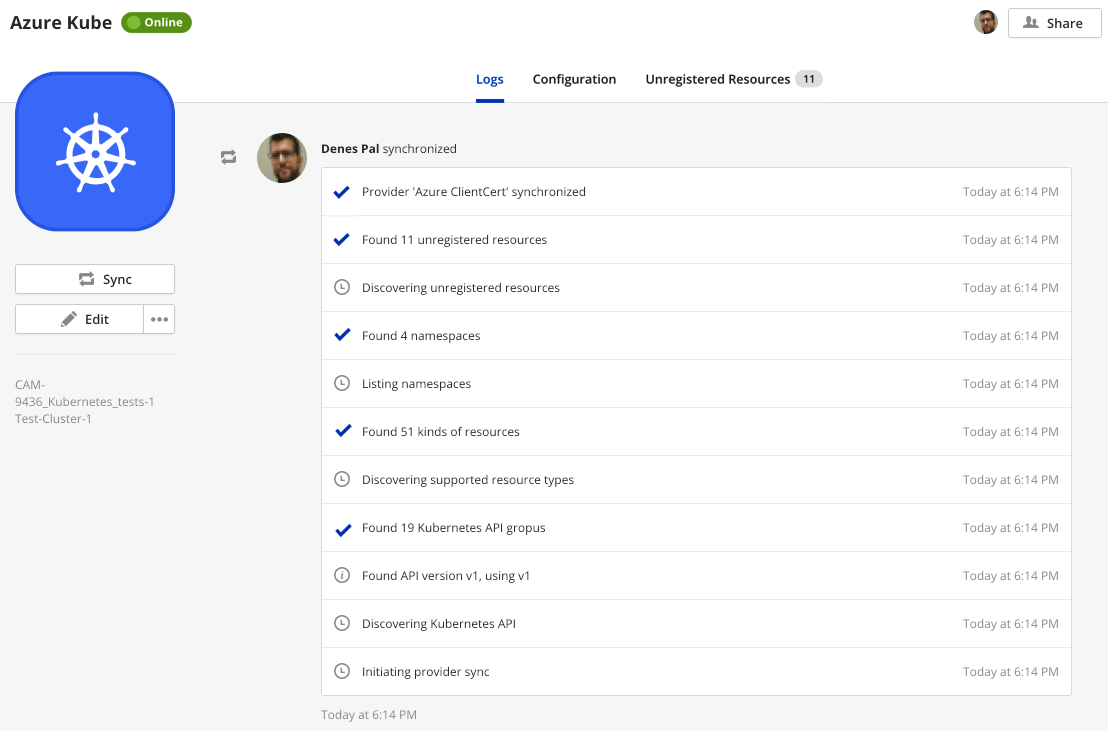 Azure Kube
Online
Share
Logs
Configuration
Unregistered Resources 11
Denes Pal synchronized
Provider 'Azure ClientCert' synchronized Today at 6:14 PM
Found 11 unregistered resources Today at 6:14 PM
Discovering unregistered resources Today at 6:14 PM
Found 4 namespaces Today at 6:14 PM
Listing namespaces Today at 6:14 PM
Found 51 kinds of resources Today at 6:14 PM
Discovering supported resource types Today at 6:14 PM
Found 19 Kubernetes API gropus Today at 6:14 PM
Found API version v1, using v1 Today at 6:14 PM
Discovering Kubernetes API Today at 6:14 PM
Initiating provider sync Today at 6:14 PM
Today at 6:14 PM
Sync
Edit
CAM-
9436_Kubernetes_tests-1
Test-Cluster-1